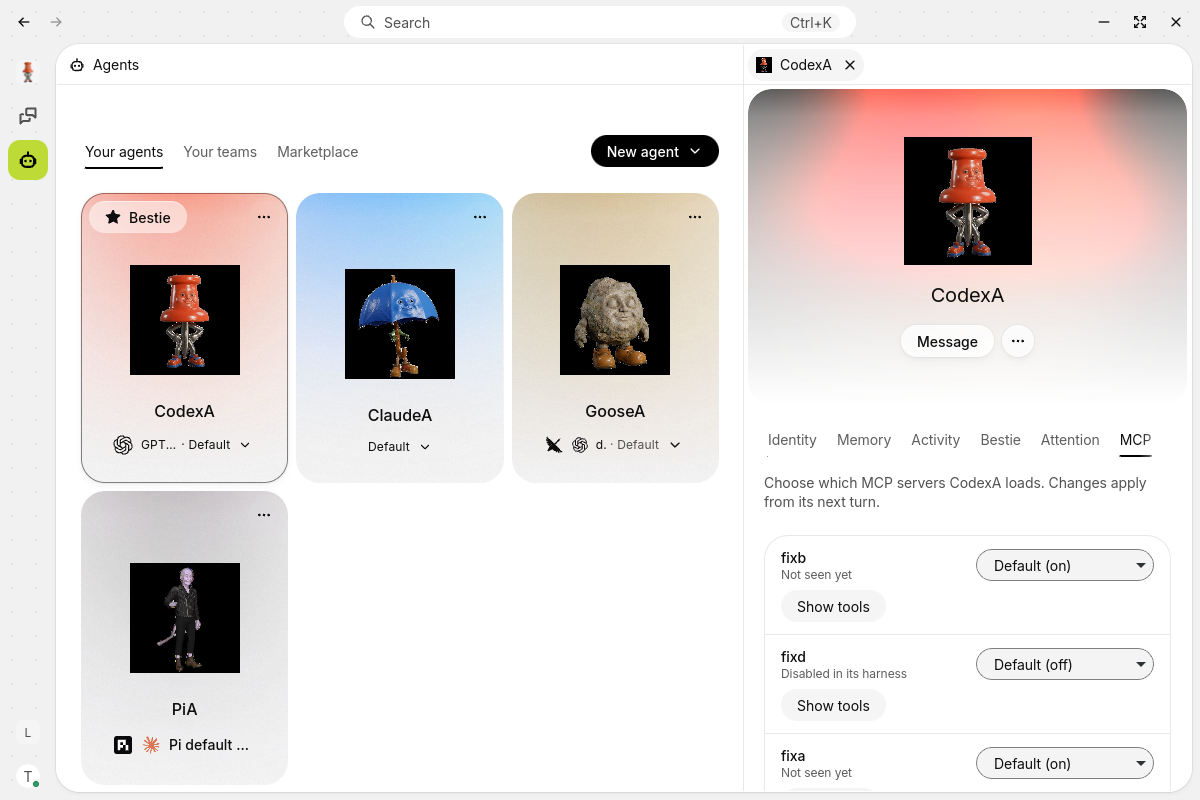 Search
Ctrl+K
Agents
CodexA
Your agents
Your teams
Marketplace
New agent
Bestie
CodexA
GPT... · Default
ClaudeA
Default
GooseA
d. · Default
PiA
Pi default ...
L
T
CodexA
Message
Identity
Memory
Activity
Bestie
Attention
MCP
Choose which MCP servers CodexA loads. Changes apply
from its next turn.
fixb
Not seen yet
Default (on)
Show tools
fixd
Disabled in its harness
Default (off)
Show tools
fixa
Not seen yet
Default (on)